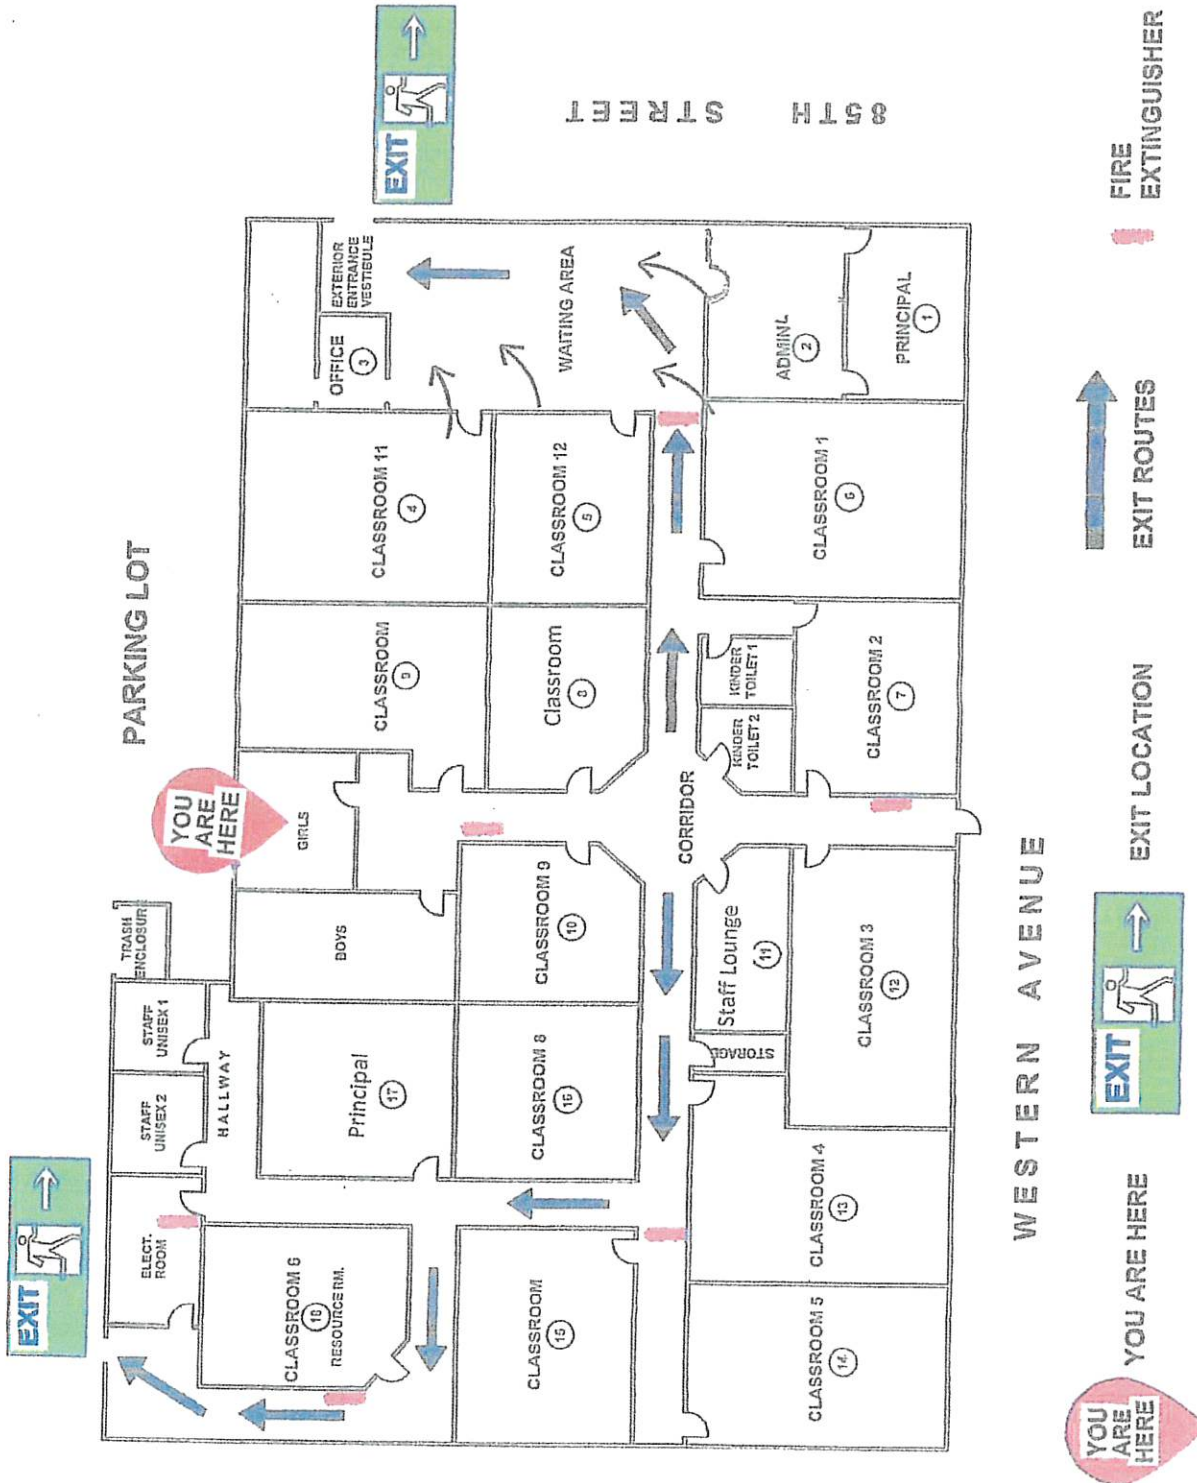 PARKING LOT
EXIT
EXIT
85TH STREET
TRASH
ENCLOSUR
YOU
ARE
HERE
STAFF
UNISEX 1
STAFF
UNISEX 2
ELECT.
ROOM
HALLWAY
GIRLS
BOYS
CLASSROOM 6
18
RESOURCE RM.
Principal
17
CLASSROOM
9
CLASSROOM 11
4
OFFICE
3
EXTERIOR
ENTRANCE
VESTIBULE
CLASSROOM
15
CLASSROOM 8
16
CLASSROOM 9
10
Classroom
8
CLASSROOM 12
5
WAITING AREA
CORRIDOR
CLASSROOM 5
14
CLASSROOM 4
13
STORAGE
Staff Lounge
11
CLASSROOM 3
12
KINDER
TOILET 2
KINDER
TOILET 1
CLASSROOM 2
7
CLASSROOM 1
6
ADMIN.
2
PRINCIPAL
1
WESTERN AVENUE
YOU
ARE
HERE
YOU ARE HERE
EXIT
EXIT LOCATION
EXIT ROUTES
FIRE
EXTINGUISHER